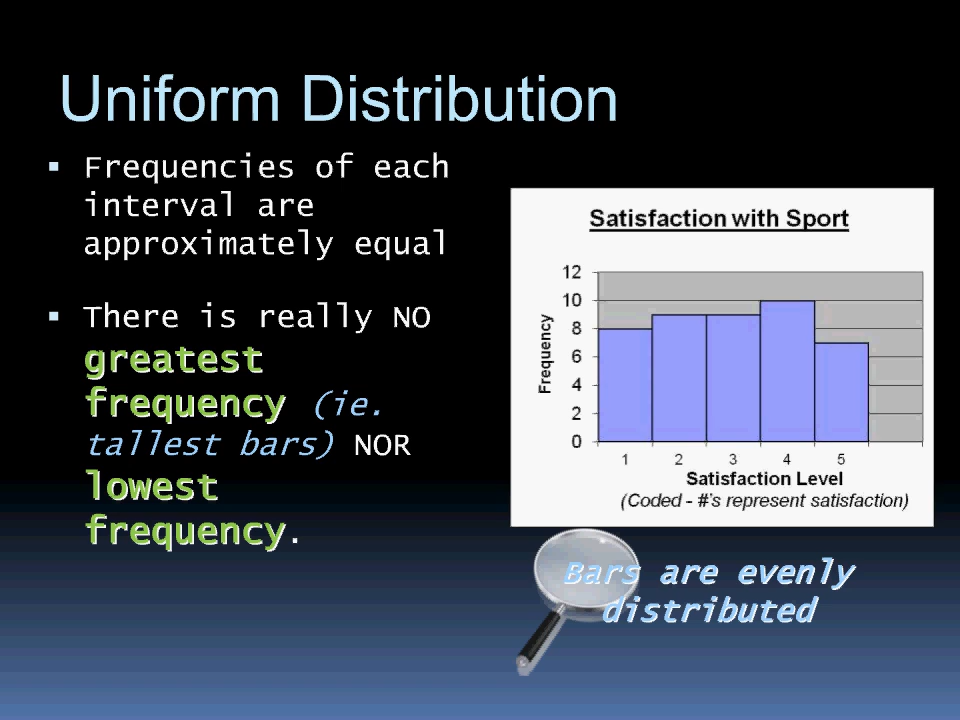 Uniform Distribution
▪ Frequencies of each
interval are
approximately equal
▪ There is really NO
greatest
frequency (ie.
tallest bars) NOR
lowest
frequency.
Satisfaction with Sport
Frequency
12
10
8
6
4
2
0
1 2 3 4 5
Satisfaction Level
(Coded - #'s represent satisfaction)
Bars are evenly
distributed